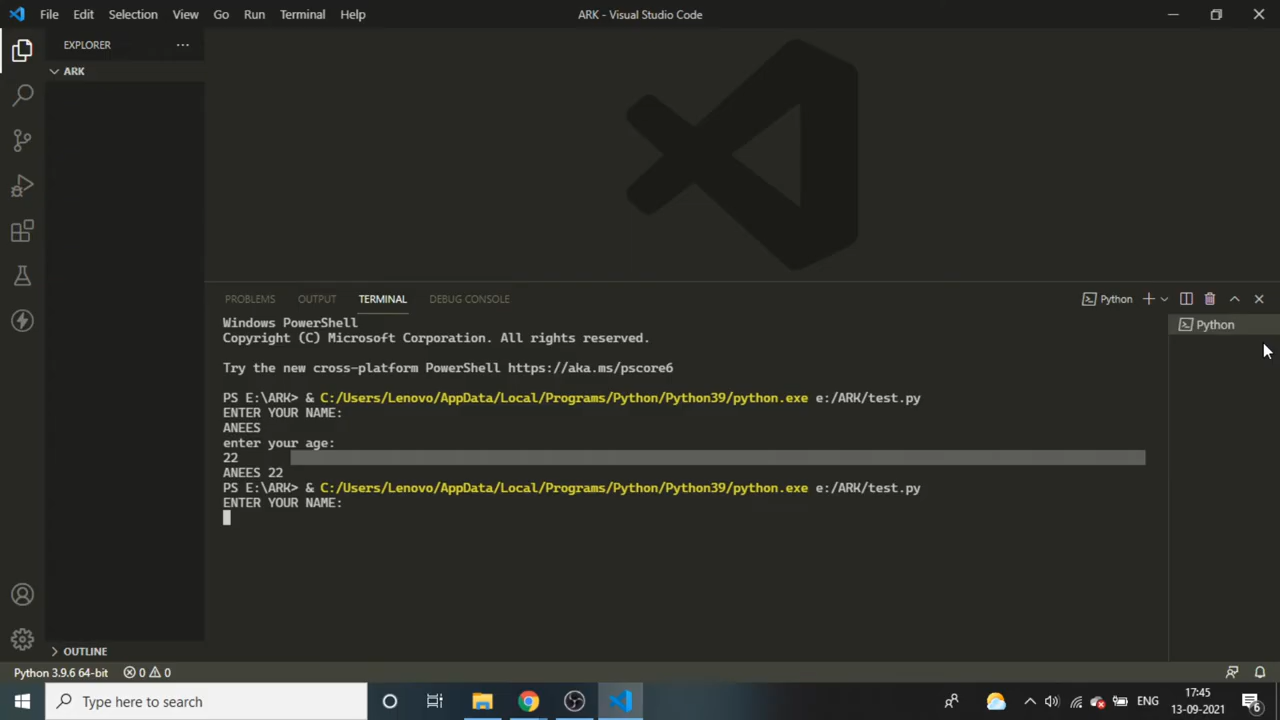 File Edit Selection View Go Run Terminal Help
ARK - Visual Studio Code
EXPLORER
ARK
PROBLEMS OUTPUT TERMINAL DEBUG CONSOLE
Python
Python
Windows PowerShell
Copyright (C) Microsoft Corporation. All rights reserved.
Try the new cross-platform PowerShell https://aka.ms/pscore6
PS E:\ARK> & C:/Users/Lenovo/AppData/Local/Programs/Python/Python39/python.exe e:/ARK/test.py
ENTER YOUR NAME:
ANEES
enter your age:
22
ANEES 22
PS E:\ARK> & C:/Users/Lenovo/AppData/Local/Programs/Python/Python39/python.exe e:/ARK/test.py
ENTER YOUR NAME:
OUTLINE
Python 3.9.6 64-bit 0 0
Type here to search
ENG
17:45
13-09-2021
6